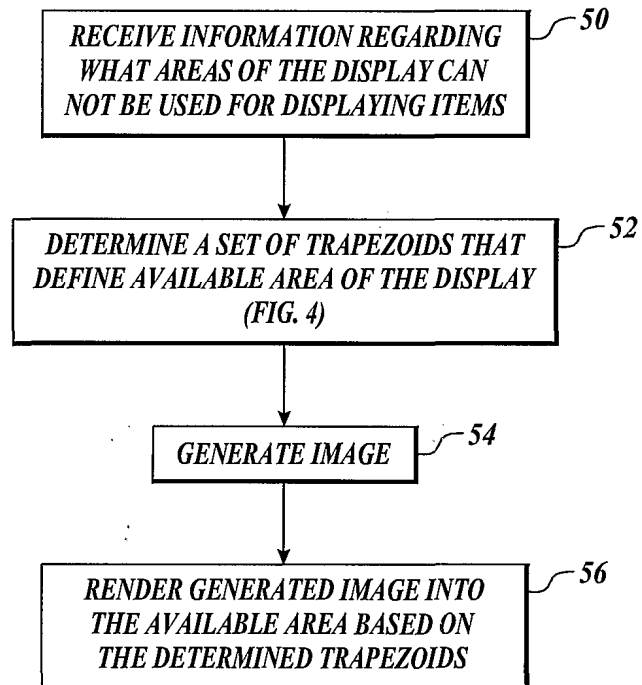 RECEIVE INFORMATION REGARDING
WHAT AREAS OF THE DISPLAY CAN
NOT BE USED FOR DISPLAYING ITEMS
50
DETERMINE A SET OF TRAPEZOIDS THAT
DEFINE AVAILABLE AREA OF THE DISPLAY
(FIG. 4)
52
GENERATE IMAGE
54
RENDER GENERATED IMAGE INTO
THE AVAILABLE AREA BASED ON
THE DETERMINED TRAPEZOIDS
56